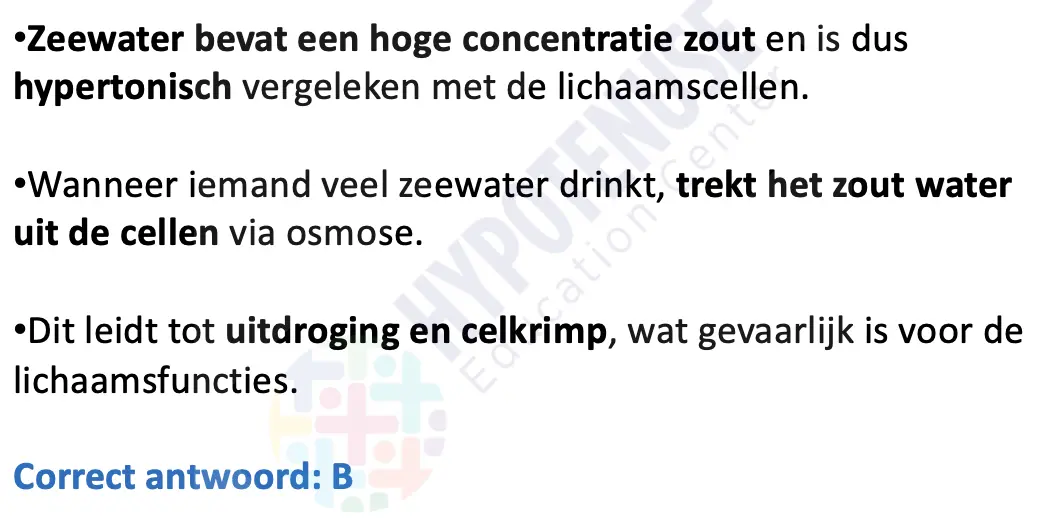 •Zeewater bevat een hoge concentratie zout en is dus
hypertonisch vergeleken met de lichaamscellen.
•Wanneer iemand veel zeewater drinkt, trekt het zout water
uit de cellen via osmose.
•Dit leidt tot uitdroging en celkrimp, wat gevaarlijk is voor de
lichaamsfuncties.
Correct antwoord: B
HYPOTENUSE
Education Center